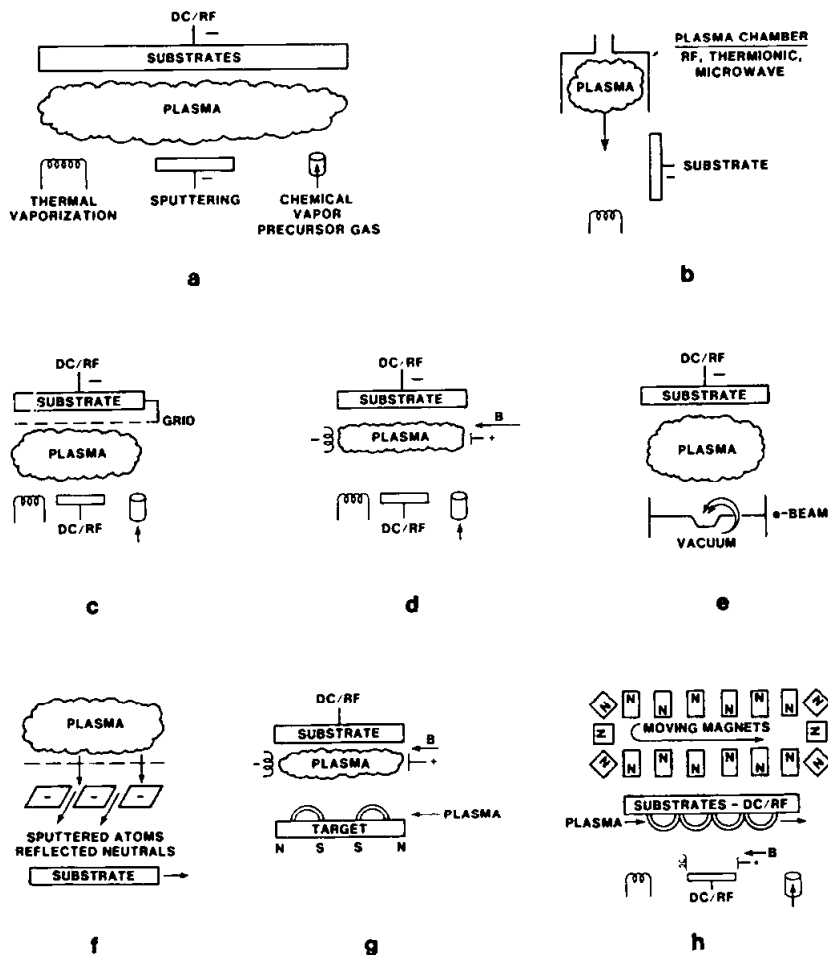 DC/RF
−
SUBSTRATES
PLASMA
−
THERMAL
VAPORIZATION
SPUTTERING
CHEMICAL
VAPOR
PRECURSOR GAS
a
PLASMA CHAMBER
RF, THERMIONIC,
MICROWAVE
PLASMA
SUBSTRATE
−
b
DC/RF
−
SUBSTRATE
GRID
PLASMA
DC/RF
c
DC/RF
−
SUBSTRATE
B
− PLASMA +
DC/RF
d
DC/RF
−
SUBSTRATE
PLASMA
e-BEAM
VACUUM
e
PLASMA
− − −
SPUTTERED ATOMS
REFLECTED NEUTRALS
SUBSTRATE
f
DC/RF
SUBSTRATE
B
− PLASMA +
PLASMA
TARGET
N S S N
g
N N N N N N N N
N MOVING MAGNETS N
N N N N N N N N
SUBSTRATES - DC/RF
PLASMA
B
+
DC/RF
h